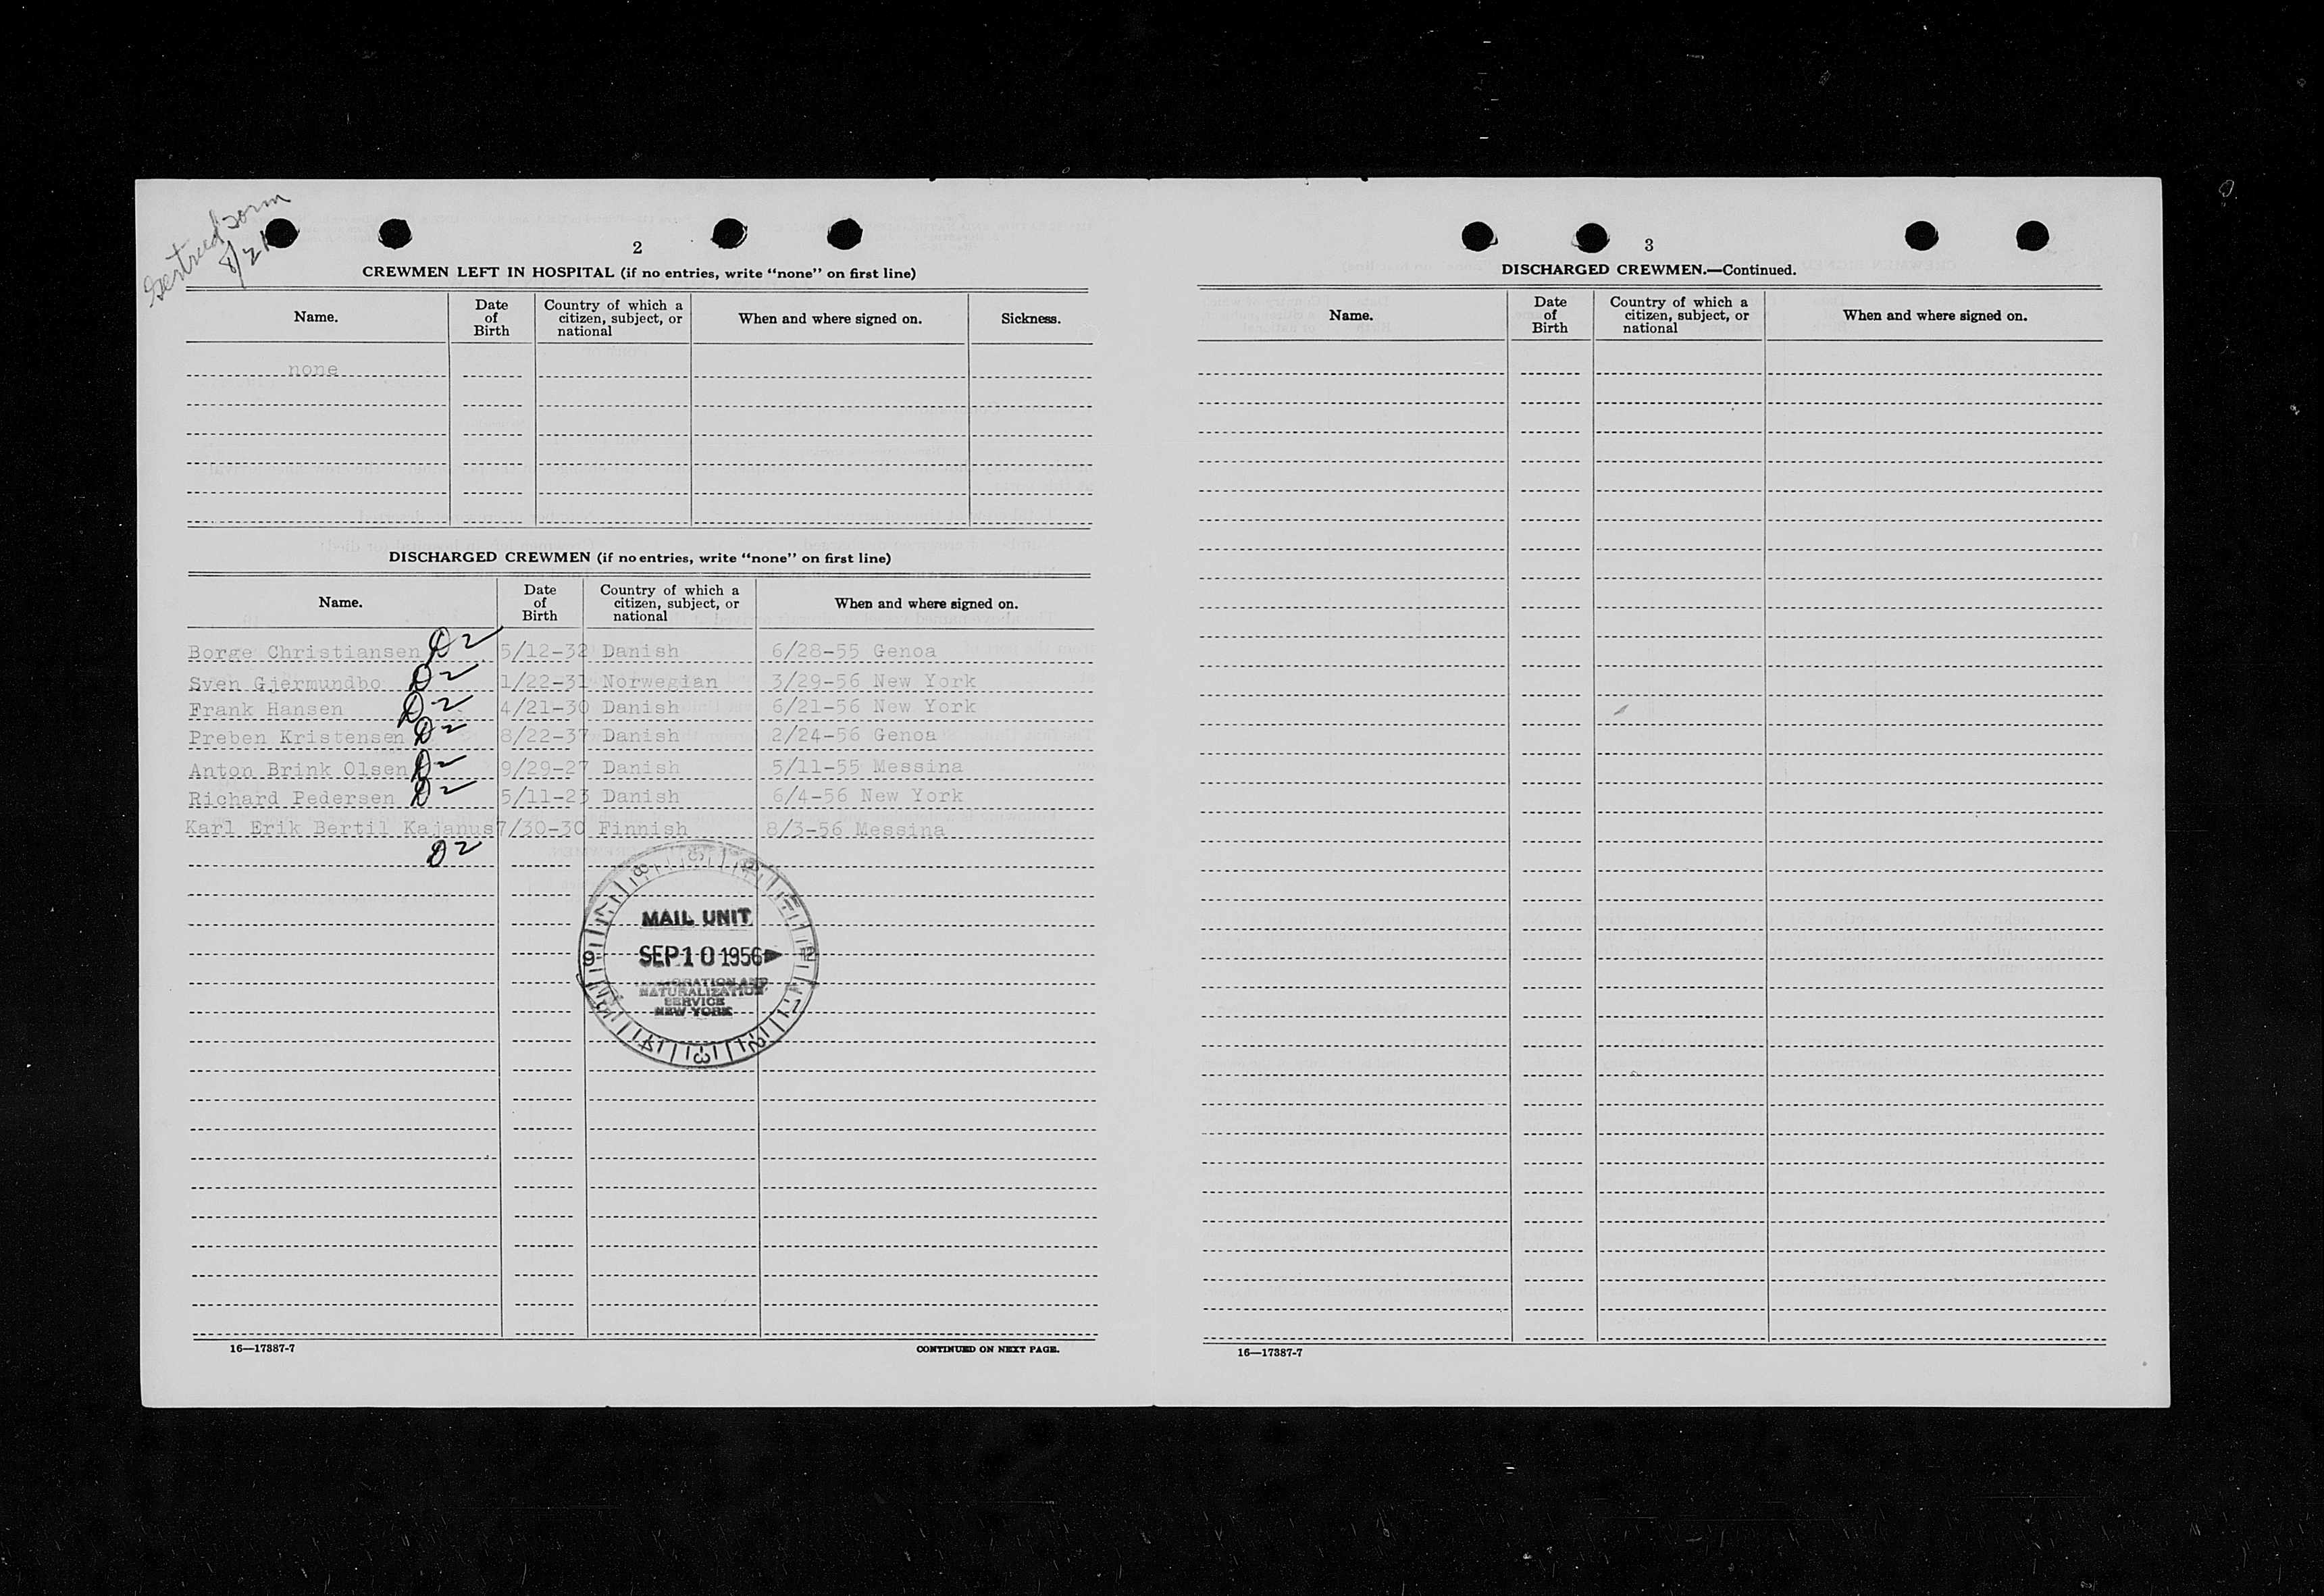 2
CREWMEN LEFT IN HOSPITAL (if no entries, write “none” on first line)
Name. Date of Birth Country of which a citizen, subject, or national When and where signed on. Sickness.
none
DISCHARGED CREWMEN (if no entries, write “none” on first line)
Name. Date of Birth Country of which a citizen, subject, or national When and where signed on.
Borge Christiansen D2 5/12-32 Danish 6/28-55 Genoa
Sven Gjermundbo D2 1/22-31 Norwegian 3/29-56 New York
Frank Hansen D2 4/21-30 Danish 6/21-56 New York
Preben Kristensen D2 8/22-37 Danish 2/24-56 Genoa
Anton Brink Olsen D2 9/29-27 Danish 5/11-55 Messina
Richard Pedersen D2 5/11-23 Danish 6/4-56 New York
Karl Erik Bertil Kajanus 7/30-30 Finnish 8/3-56 Messina
D2
MAIL UNIT
SEP 10 1956
IMMIGRATION AND
NATURALIZATION
SERVICE
NEW YORK
16—17387-7 CONTINUED ON NEXT PAGE.
3
DISCHARGED CREWMEN.—Continued.
Name. Date of Birth Country of which a citizen, subject, or national When and where signed on.
16—17387-7